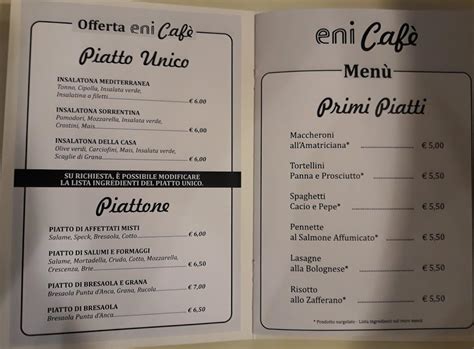 Offerta eni Cafè
Piatto Unico
INSALATONA MEDITERRANEA
Tonno, Cipolla, Insalata verde,
Insalatina a filetti € 6,00
INSALATONA SORRENTINA
Pomodori, Mozzarella, Insalata verde,
Crostini, Mais € 6,00
INSALATONA DELLA CASA
Olive verdi, Carciofini, Mais, Insalata verde,
Scaglie di Grana € 6,00
SU RICHIESTA, È POSSIBILE MODIFICARE
LA LISTA INGREDIENTI DEL PIATTO UNICO.
Piattone
PIATTO DI AFFETTATI MISTI
Salame, Speck, Bresaola, Cotto € 6,00
PIATTO DI SALUMI E FORMAGGI
Salame, Mortadella, Crudo, Cotto, Mozzarella,
Crescenza, Brie € 6,50
PIATTO DI BRESAOLA E GRANA
Bresaola Punta d'Anca, Grana, Rucola € 7,00
PIATTO DI BRESAOLA
Bresaola Punta d'Anca € 6,50
eni Cafè
Menù
Primi Piatti
Maccheroni
all'Amatriciana* € 5,00
Tortellini
Panna e Prosciutto* € 5,50
Spaghetti
Cacio e Pepe* € 5,50
Pennette
al Salmone Affumicato* € 5,50
Lasagne
alla Bolognese* € 5,50
Risotto
allo Zafferano* € 5,50
* Prodotto surgelato - Lista ingredienti sul